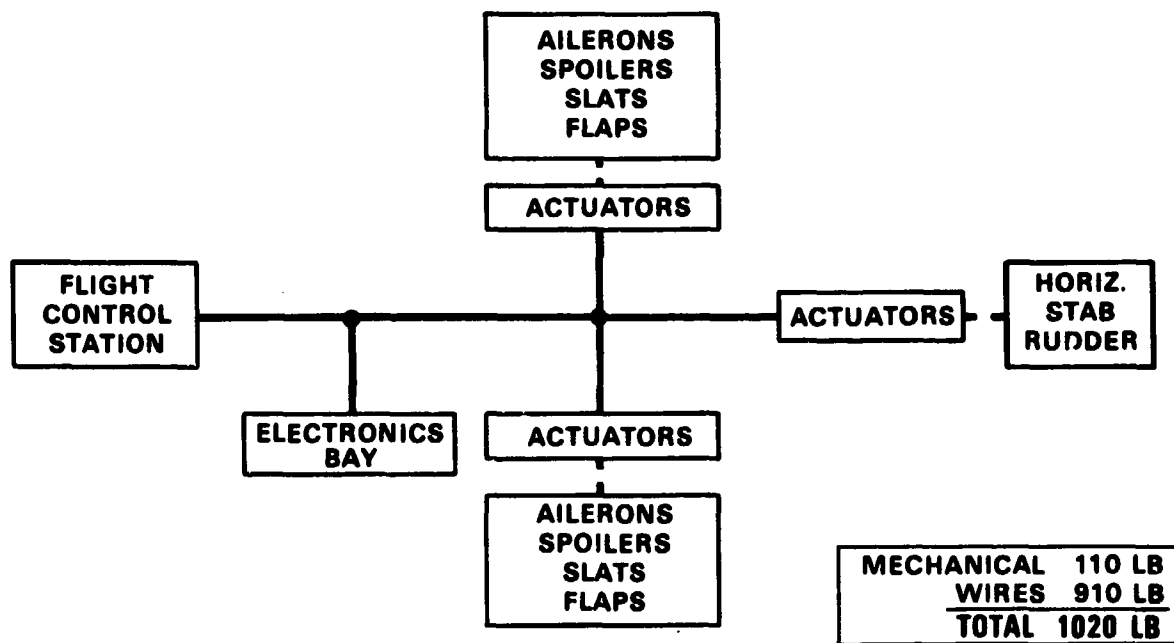 AILERONS
SPOILERS
SLATS
FLAPS
ACTUATORS
FLIGHT
CONTROL
STATION
ACTUATORS
HORIZ.
STAB
RUDDER
ELECTRONICS
BAY
ACTUATORS
AILERONS
SPOILERS
SLATS
FLAPS
MECHANICAL 110 LB
WIRES 910 LB
TOTAL 1020 LB